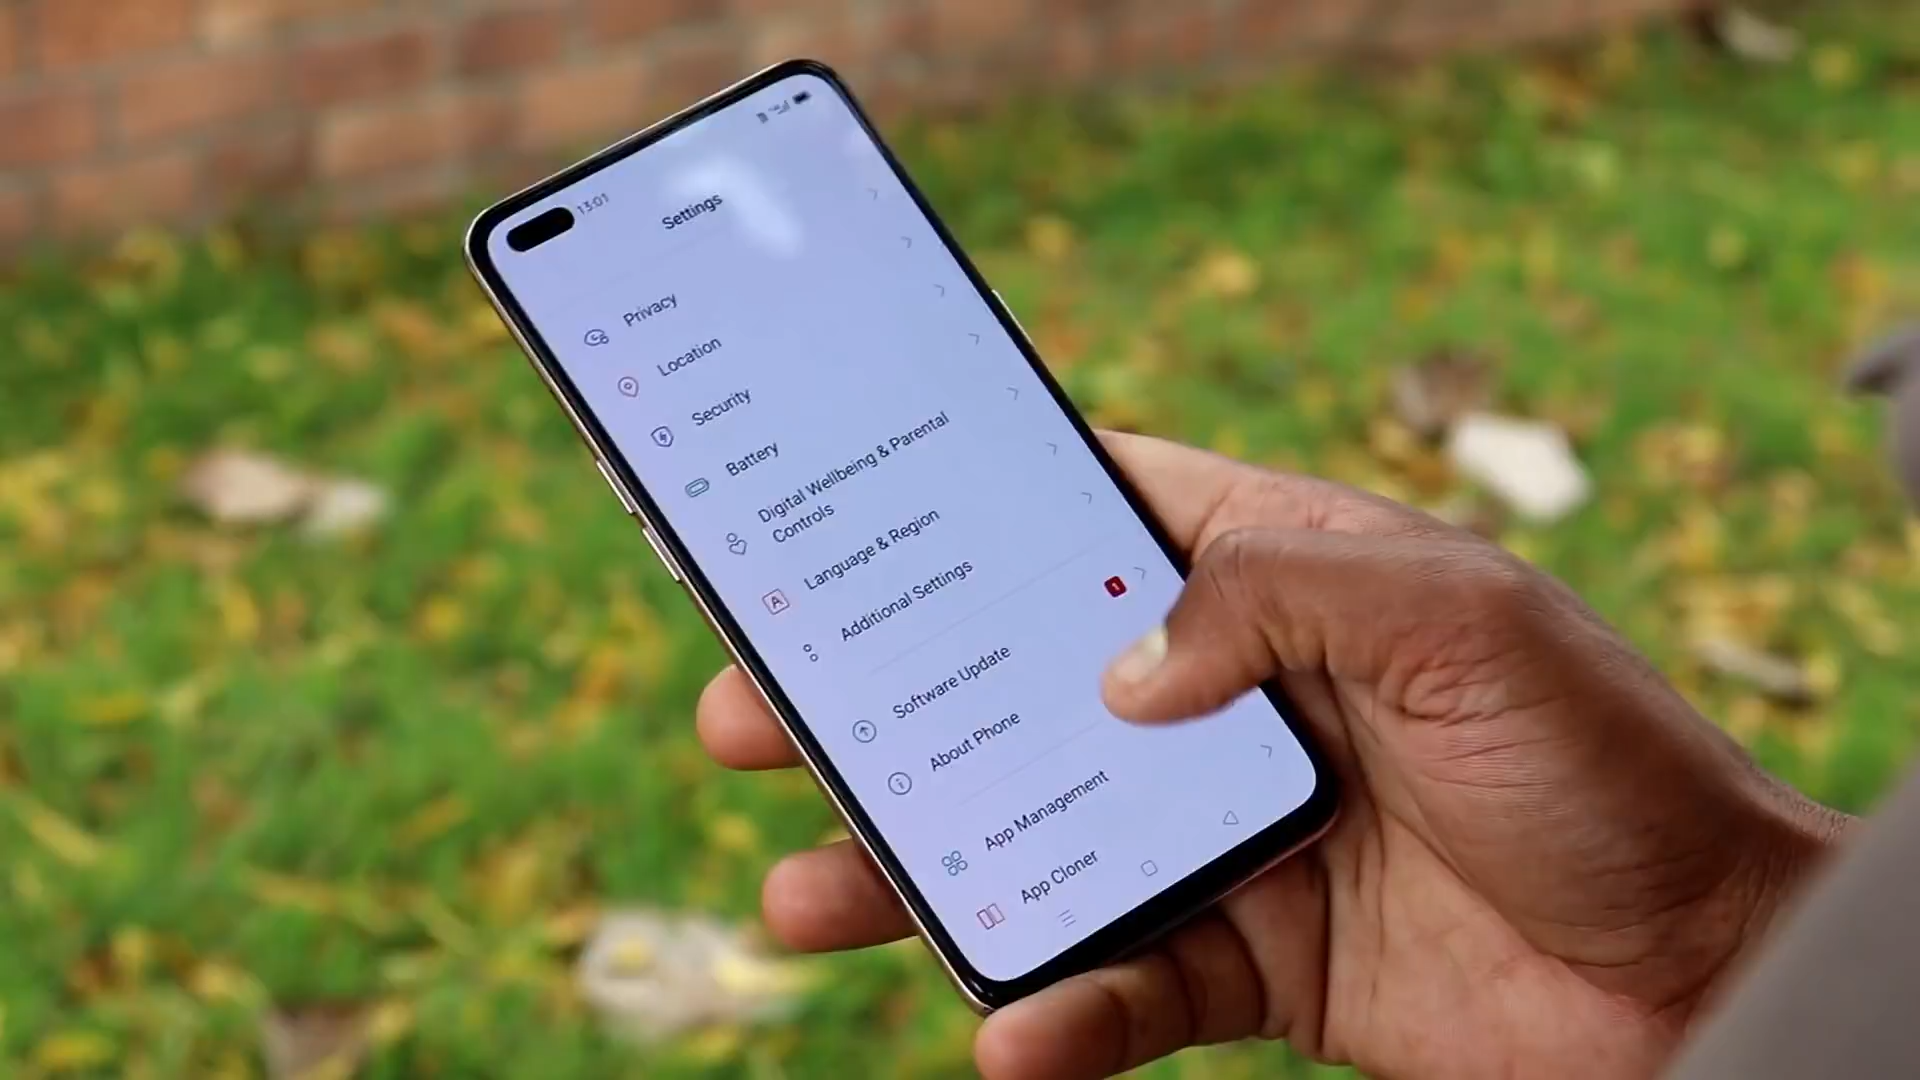 13:01
Settings
Privacy
Location
Security
Battery
Digital Wellbeing & Parental
Controls
Language & Region
A
Additional Settings
1
Software Update
About Phone
App Management
App Cloner